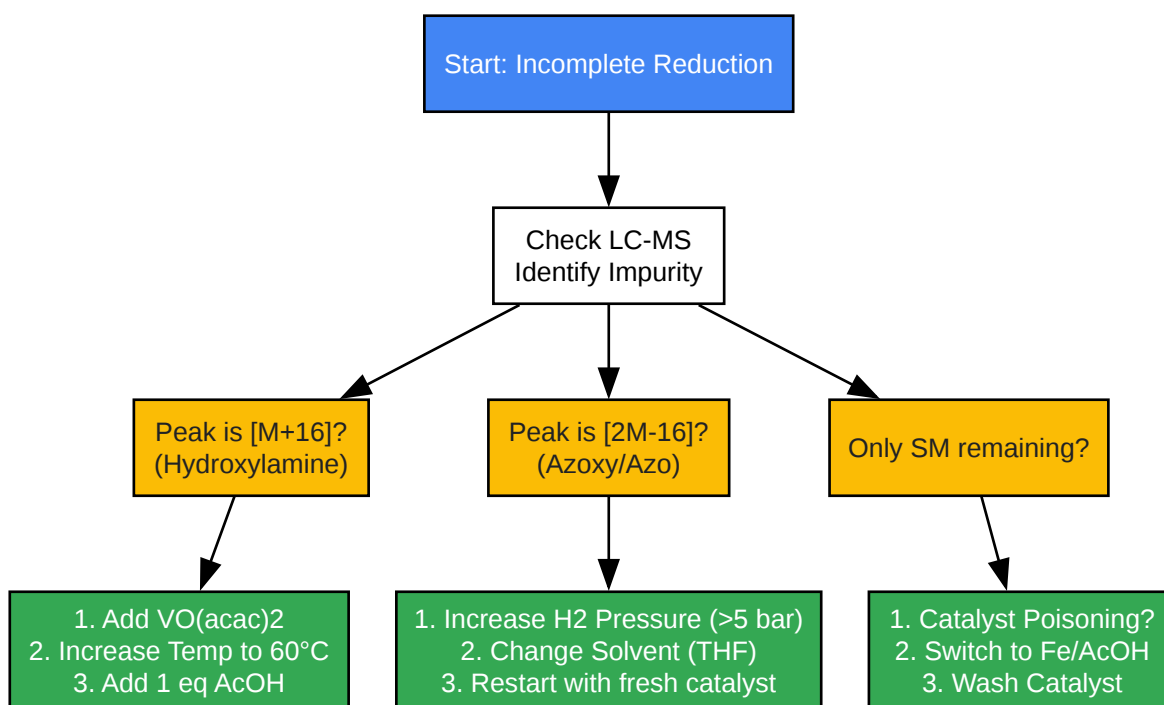 Start: Incomplete Reduction
Check LC-MS
Identify Impurity
Peak is [M+16]?
(Hydroxylamine)
Peak is [2M-16]?
(Azoxy/Azo)
Only SM remaining?
1. Add VO(acac)2
2. Increase Temp to 60°C
3. Add 1 eq AcOH
1. Increase H2 Pressure (>5 bar)
2. Change Solvent (THF)
3. Restart with fresh catalyst
1. Catalyst Poisoning?
2. Switch to Fe/AcOH
3. Wash Catalyst